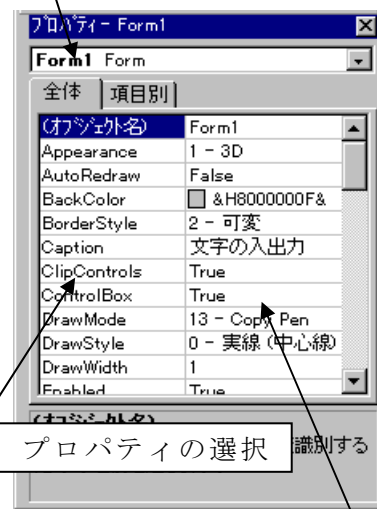 プロパティ - Form1
Form1 Form
全体 項目別
(オブジェクト名) Form1
Appearance 1 - 3D
AutoRedraw False
BackColor &H8000000F&
BorderStyle 2 - 可変
Caption 文字の入出力
ClipControls True
ControlBox True
DrawMode 13 - Copy Pen
DrawStyle 0 - 実線 (中心線)
DrawWidth 1
Enabled True
(オブジェクト名)
プロパティの選択
識別する